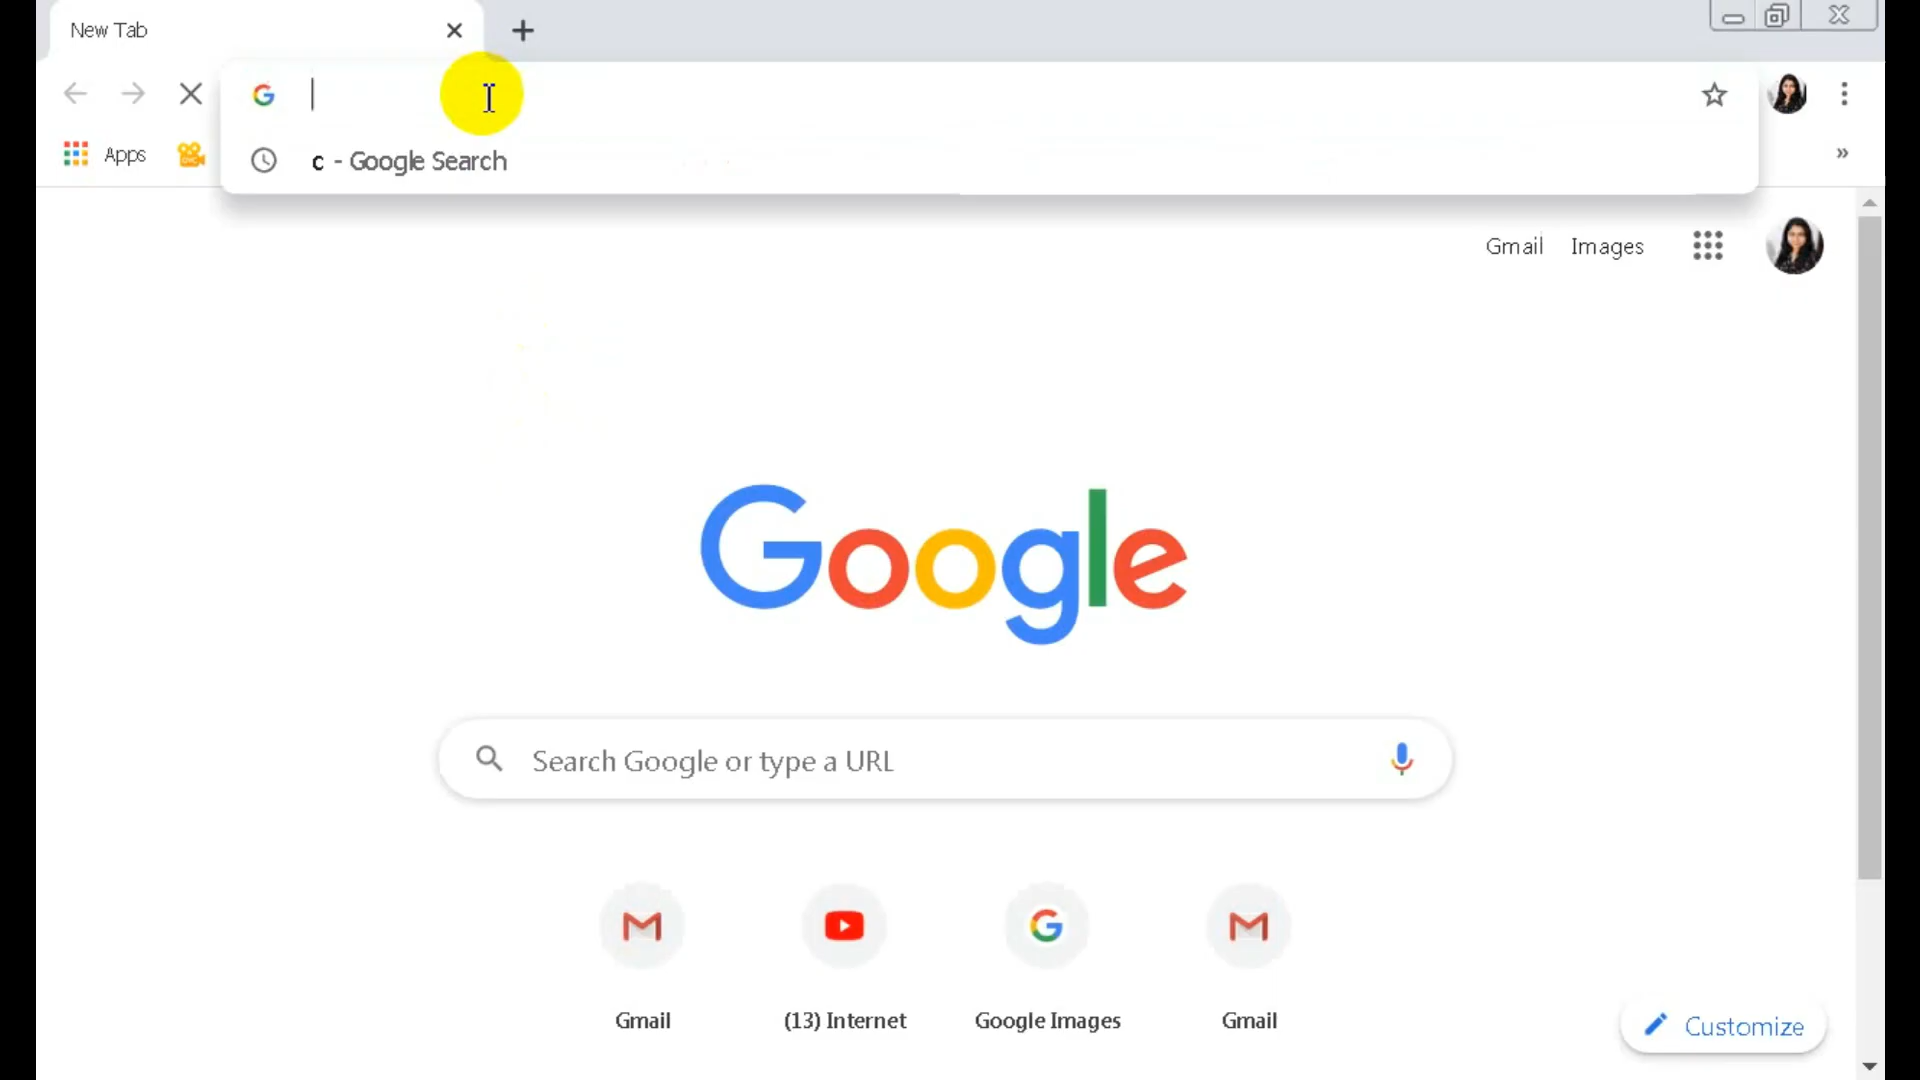 New Tab
c - Google Search
Apps
»
Gmail Images
Google
Search Google or type a URL
Gmail
(13) Internet
Google Images
Gmail
Customize